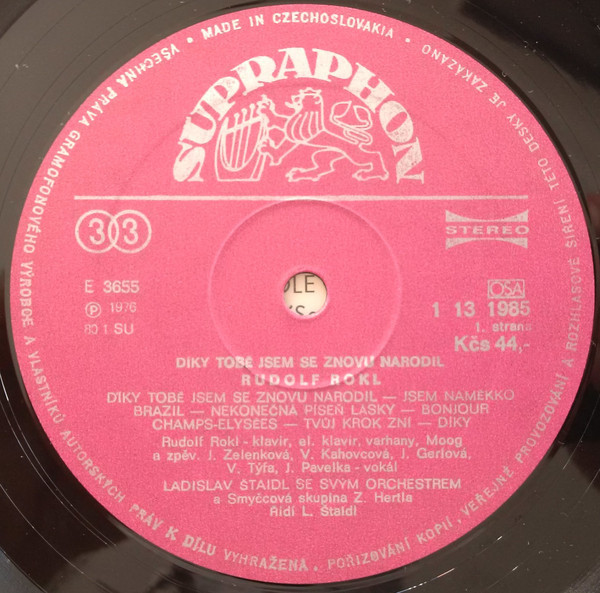 • MADE IN CZECHOSLOVAKIA •
VŠECHNA PRÁVA GRAMOFONOVÉHO VÝROBCE A VLASTNÍKŮ AUTORSKÝCH PRÁV K DÍLU VYHRAŽENA. POŘIZOVÁNÍ KOPIÍ, VEŘEJNÉ PROVOZOVÁNÍ A ROZHLASOVÉ ŠÍŘENÍ TÉTO DESKY JE ZAKÁZÁNO
SUPRAPHON
33
STEREO
E 3655
Ⓟ 1976
80 1 SU
OSA
1 13 1985
1. strana
Kčs 44,-
DÍKY TOBĚ JSEM SE ZNOVU NARODIL
RUDOLF ROKL
DÍKY TOBĚ JSEM SE ZNOVU NARODIL — JSEM NAMĚKKO
BRAZIL — NEKONEČNÁ PÍSEŇ LÁSKY — BONJOUR
CHAMPS-ELYSÉES — TVŮJ KROK ZNÍ — DÍKY
Rudolf Rokl - klavír, el. klavír, varhany, Moog
a zpěv. J. Zelenková, V. Kahovcová, J. Gerlová,
V. Týfa, J. Pavelka - vokál
LADISLAV ŠTAIDL SE SVÝM ORCHESTREM
a Smyčcová skupina Z. Hertla
Řídí L. Štaidl